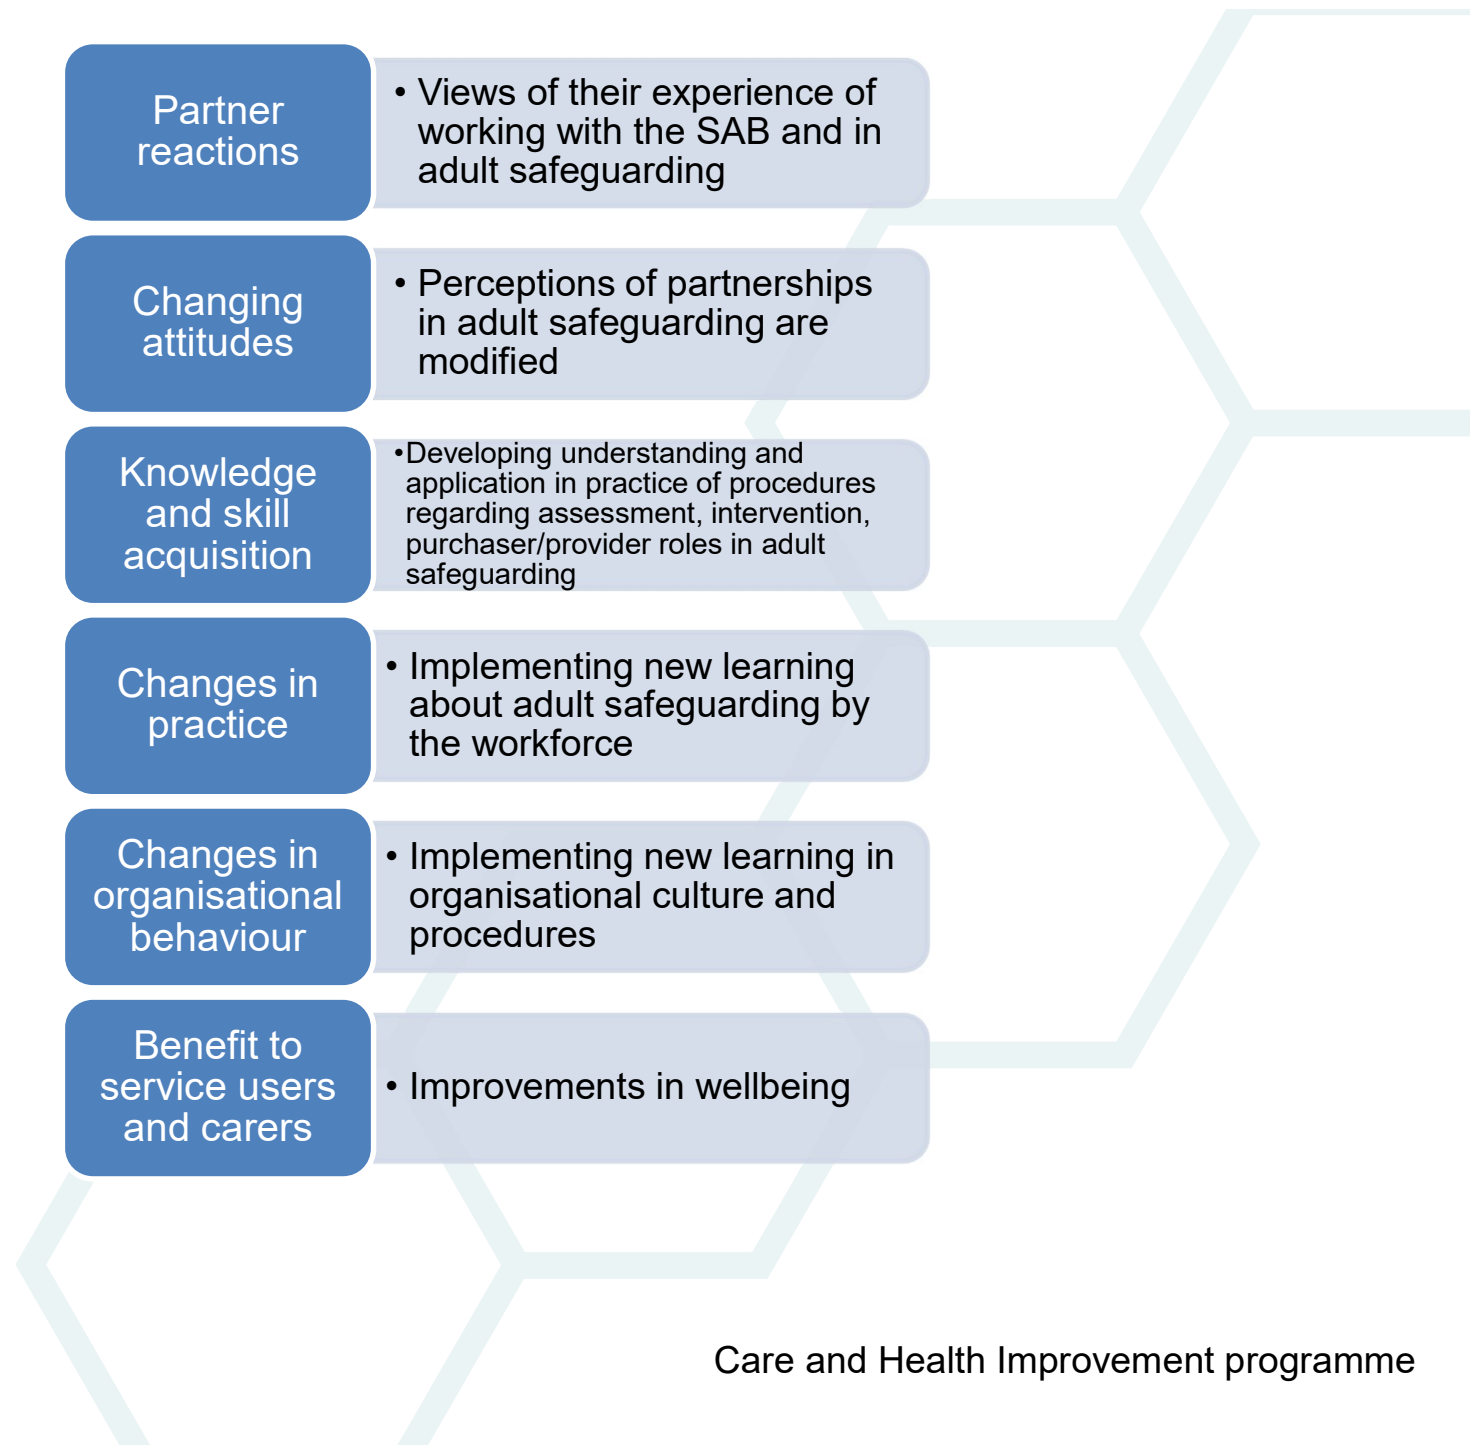 Partner
reactions
• Views of their experience of
working with the SAB and in
adult safeguarding
Changing
attitudes
• Perceptions of partnerships
in adult safeguarding are
modified
Knowledge
and skill
acquisition
•Developing understanding and
application in practice of procedures
regarding assessment, intervention,
purchaser/provider roles in adult
safeguarding
Changes in
practice
• Implementing new learning
about adult safeguarding by
the workforce
Changes in
organisational
behaviour
• Implementing new learning in
organisational culture and
procedures
Benefit to
service users
and carers
• Improvements in wellbeing
Care and Health Improvement programme